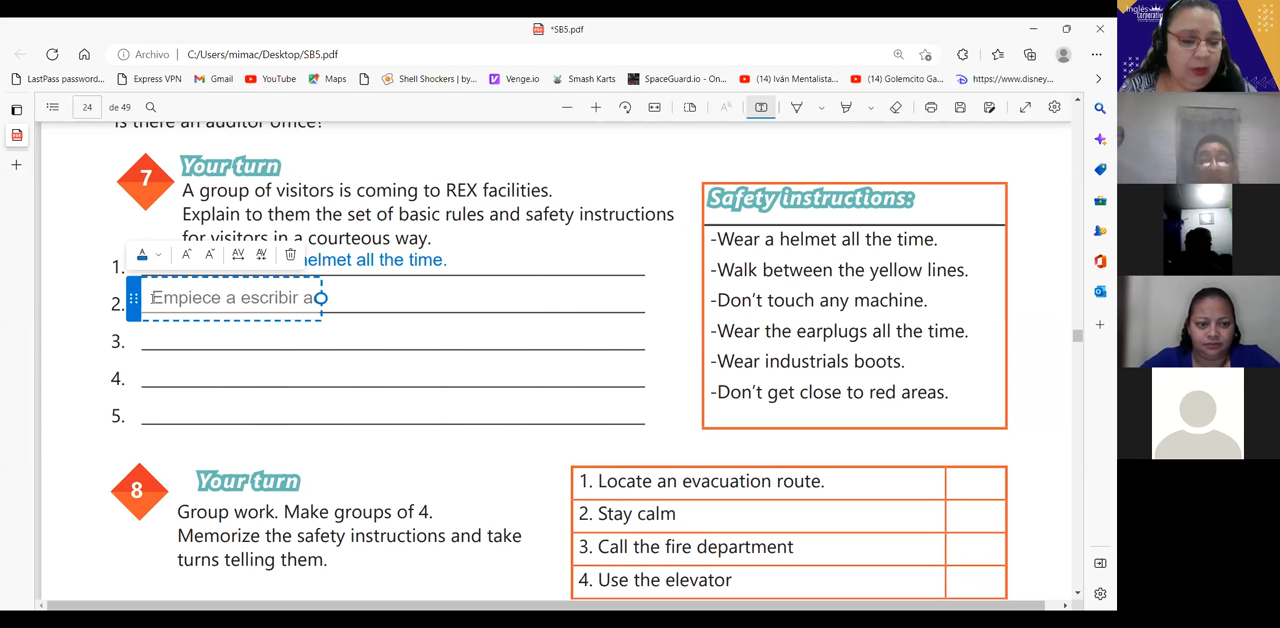 *SB5.pdf
Archivo
C:/Users/mimac/Desktop/SB5.pdf
LastPass password...
Express VPN
Gmail
YouTube
Maps
Shell Shockers | by...
Venge.io
Smash Karts
SpaceGuard.io - On...
(14) Iván Mentalista...
(14) Golemcito Ga...
https://www.disney...
24
de 49
Is there an auditor office?
7
Your turn
A group of visitors is coming to REX facilities.
Explain to them the set of basic rules and safety instructions
for visitors in a courteous way.
1.
helmet all the time.
2.
Empiece a escribir a
3.
4.
5.
Safety instructions:
-Wear a helmet all the time.
-Walk between the yellow lines.
-Don't touch any machine.
-Wear the earplugs all the time.
-Wear industrials boots.
-Don't get close to red areas.
8
Your turn
Group work. Make groups of 4.
Memorize the safety instructions and take
turns telling them.
1. Locate an evacuation route.
2. Stay calm
3. Call the fire department
4. Use the elevator
Inglés
Corporativo